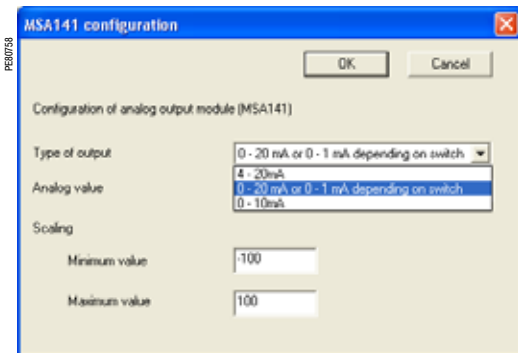 MSA141 configuration
PE80758
OK Cancel
Configuration of analog output module (MSA141)
Type of output 0 - 20 mA or 0 - 1 mA depending on switch
4 - 20mA
Analog value 0 - 20 mA or 0 - 1 mA depending on switch
0 - 10mA
Scaling
Minimum value -100
Maximum value 100